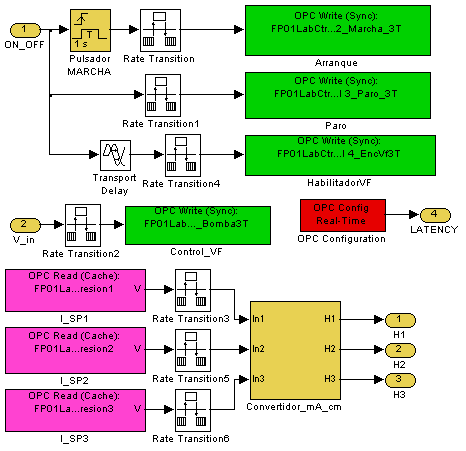 1
ON_OFF
T
1 s
Pulsador
MARCHA
Rate Transition
OPC Write (Sync):
FP01LabCtr...2_Marcha_3T
Arranque
Rate Transition1
OPC Write (Sync):
FP01LabCtr...l 3_Paro_3T
Paro
Transport
Delay
Rate Transition4
OPC Write (Sync):
FP01LabCtr...l 4_EncVf3T
HabilitadorVF
2
V_in
Rate Transition2
OPC Write (Sync):
FP01Lab..._Bomba3T
Control_VF
OPC Config
Real-Time
OPC Configuration
4
LATENCY
OPC Read (Cache):
FP01La...resion1
V
I_SP1
Rate Transition3
OPC Read (Cache):
FP01La...resion2
V
I_SP2
Rate Transition5
OPC Read (Cache):
FP01La...resion3
V
I_SP3
Rate Transition6
In1
In2
In3
H1
H2
H3
Convertidor_mA_cm
1
H1
2
H2
3
H3